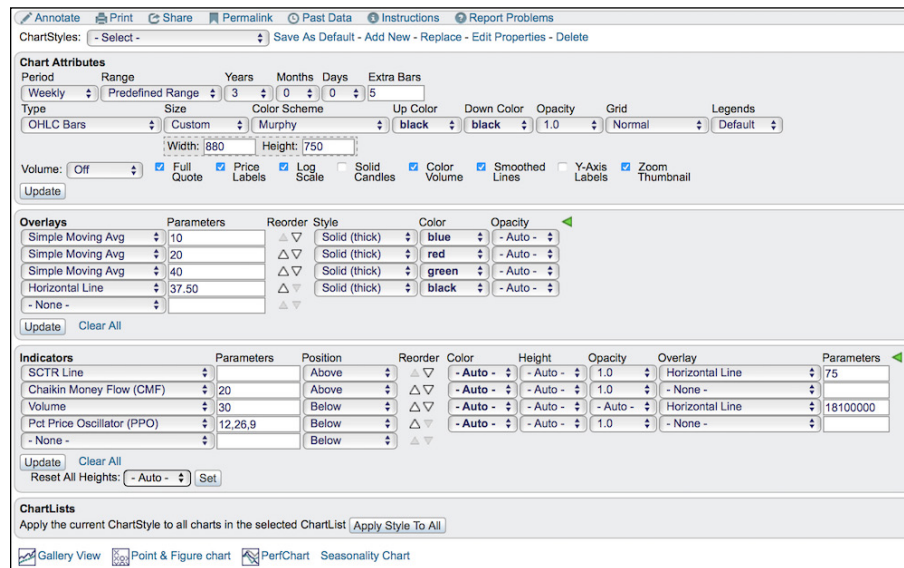 Annotate Print Share Permalink Past Data Instructions Report Problems
ChartStyles: - Select - Save As Default - Add New - Replace - Edit Properties - Delete
Chart Attributes
Period Range Years Months Days Extra Bars
Weekly Predefined Range 3 0 0 5
Type Size Color Scheme Up Color Down Color Opacity Grid Legends
OHLC Bars Custom Murphy black black 1.0 Normal Default
Width: 880 Height: 750
Volume: Off Full Quote Price Labels Log Scale Solid Candles Color Volume Smoothed Lines Y-Axis Labels Zoom Thumbnail
Update
Overlays Parameters Reorder Style Color Opacity
Simple Moving Avg 10 Solid (thick) blue - Auto -
Simple Moving Avg 20 Solid (thick) red - Auto -
Simple Moving Avg 40 Solid (thick) green - Auto -
Horizontal Line 37.50 Solid (thick) black - Auto -
- None -
Update Clear All
Indicators Parameters Position Reorder Color Height Opacity Overlay Parameters
SCTR Line Above - Auto - - Auto - 1.0 Horizontal Line 75
Chaikin Money Flow (CMF) 20 Above - Auto - - Auto - 1.0 - None -
Volume 30 Below - Auto - - Auto - - Auto - Horizontal Line 18100000
Pct Price Oscillator (PPO) 12,26,9 Below - Auto - - Auto - 1.0 - None -
- None - Below
Update Clear All
Reset All Heights: - Auto - Set
ChartLists
Apply the current ChartStyle to all charts in the selected ChartList Apply Style To All
Gallery View Point & Figure chart PerfChart Seasonality Chart